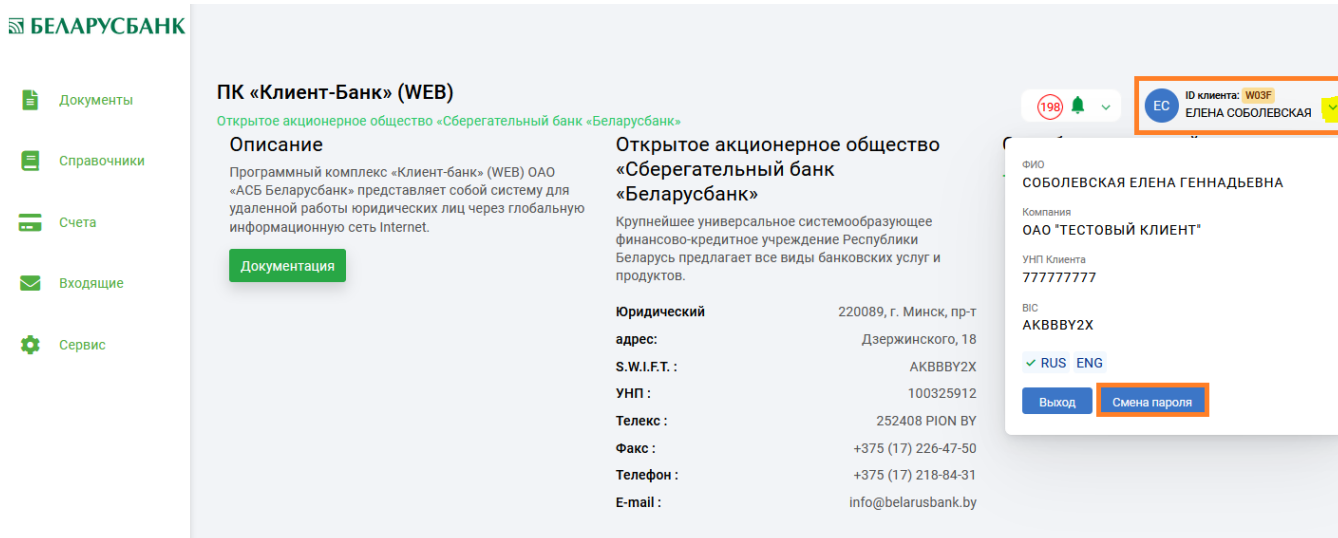 БЕЛАРУСБАНК
Документы
Справочники
Счета
Входящие
Сервис
ПК «Клиент-Банк» (WEB)
Открытое акционерное общество «Сберегательный банк «Беларусбанк»
Описание
Программный комплекс «Клиент-банк» (WEB) ОАО
«АСБ Беларусбанк» представляет собой систему для
удаленной работы юридических лиц через глобальную
информационную сеть Internet.
Документация
Открытое акционерное общество
«Сберегательный банк
«Беларусбанк»
Крупнейшее универсальное системообразующее
финансово-кредитное учреждение Республики
Беларусь предлагает все виды банковских услуг и
продуктов.
Юридический 220089, г. Минск, пр-т
адрес: Дзержинского, 18
S.W.I.F.T. : AKBBBY2X
УНП : 100325912
Телекс : 252408 PION BY
Факс : +375 (17) 226-47-50
Телефон : +375 (17) 218-84-31
E-mail : info@belarusbank.by
198
ЕС
ID клиента: W03F
ЕЛЕНА СОБОЛЕВСКАЯ
ФИО
СОБОЛЕВСКАЯ ЕЛЕНА ГЕННАДЬЕВНА
Компания
ОАО "ТЕСТОВЫЙ КЛИЕНТ"
УНП Клиента
777777777
BIC
AKBBBY2X
RUS ENG
Выход Смена пароля